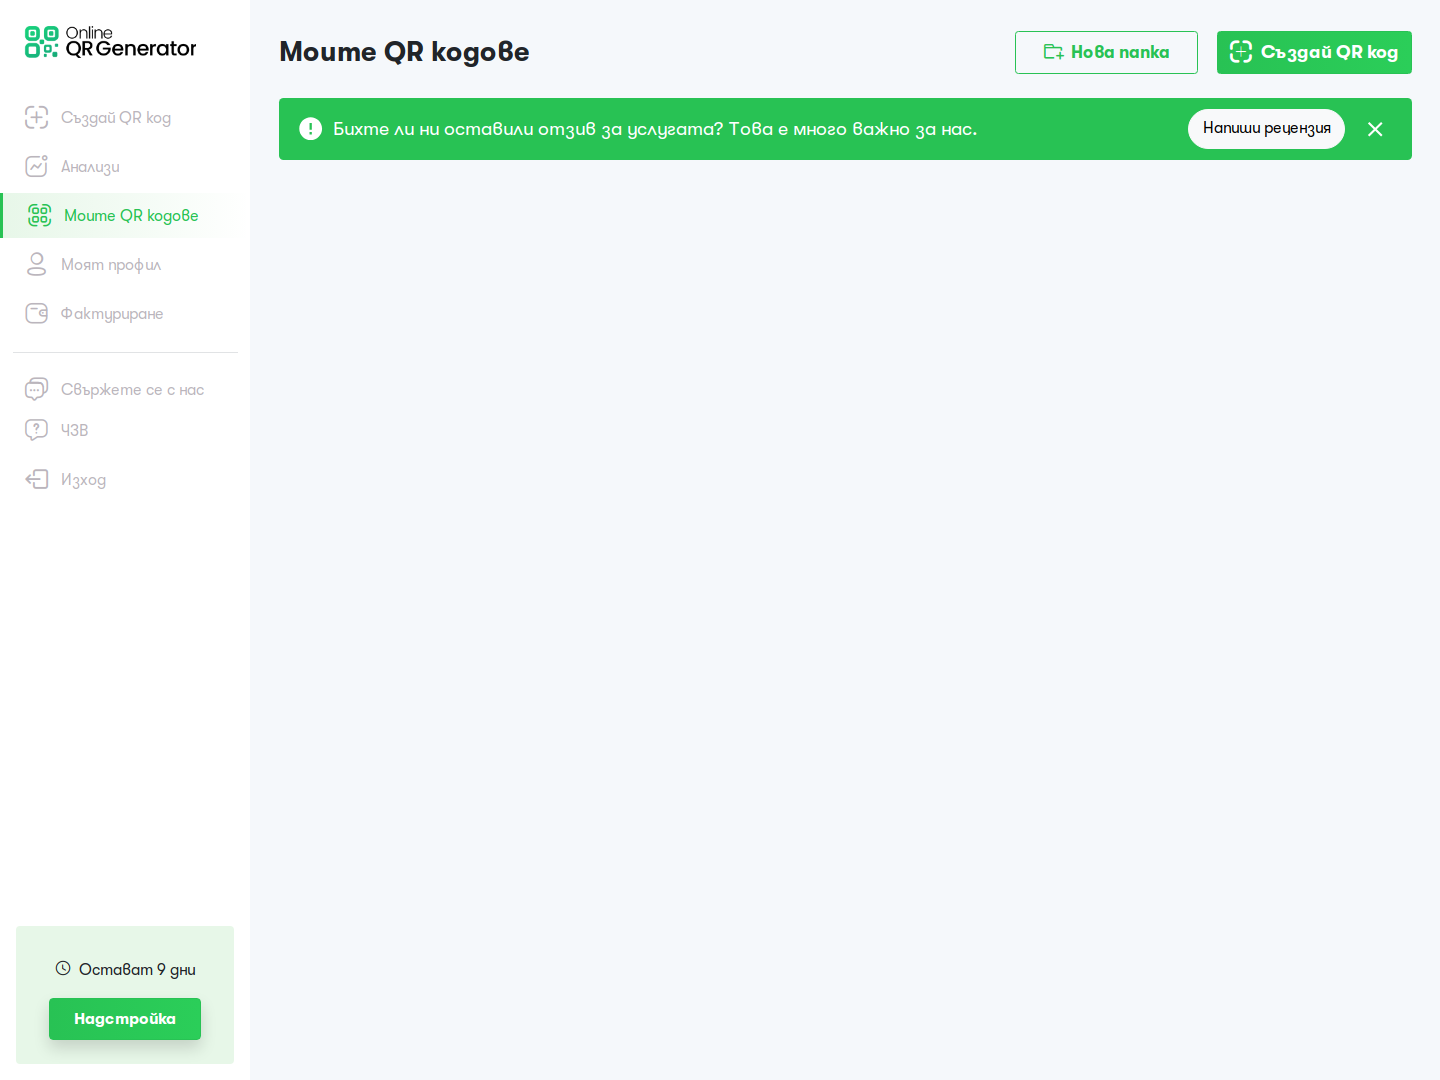 Online
QR Generator
Създай QR код
Анализи
Моите QR кодове
Моят профил
Фактуриране
Свържете се с нас
ЧЗВ
Изход
Остават 9 дни
Надстройка
Моите QR кодове
Нова папка
Създай QR код
Бихте ли ни оставили отзив за услугата? Това е много важно за нас.
Напиши рецензия